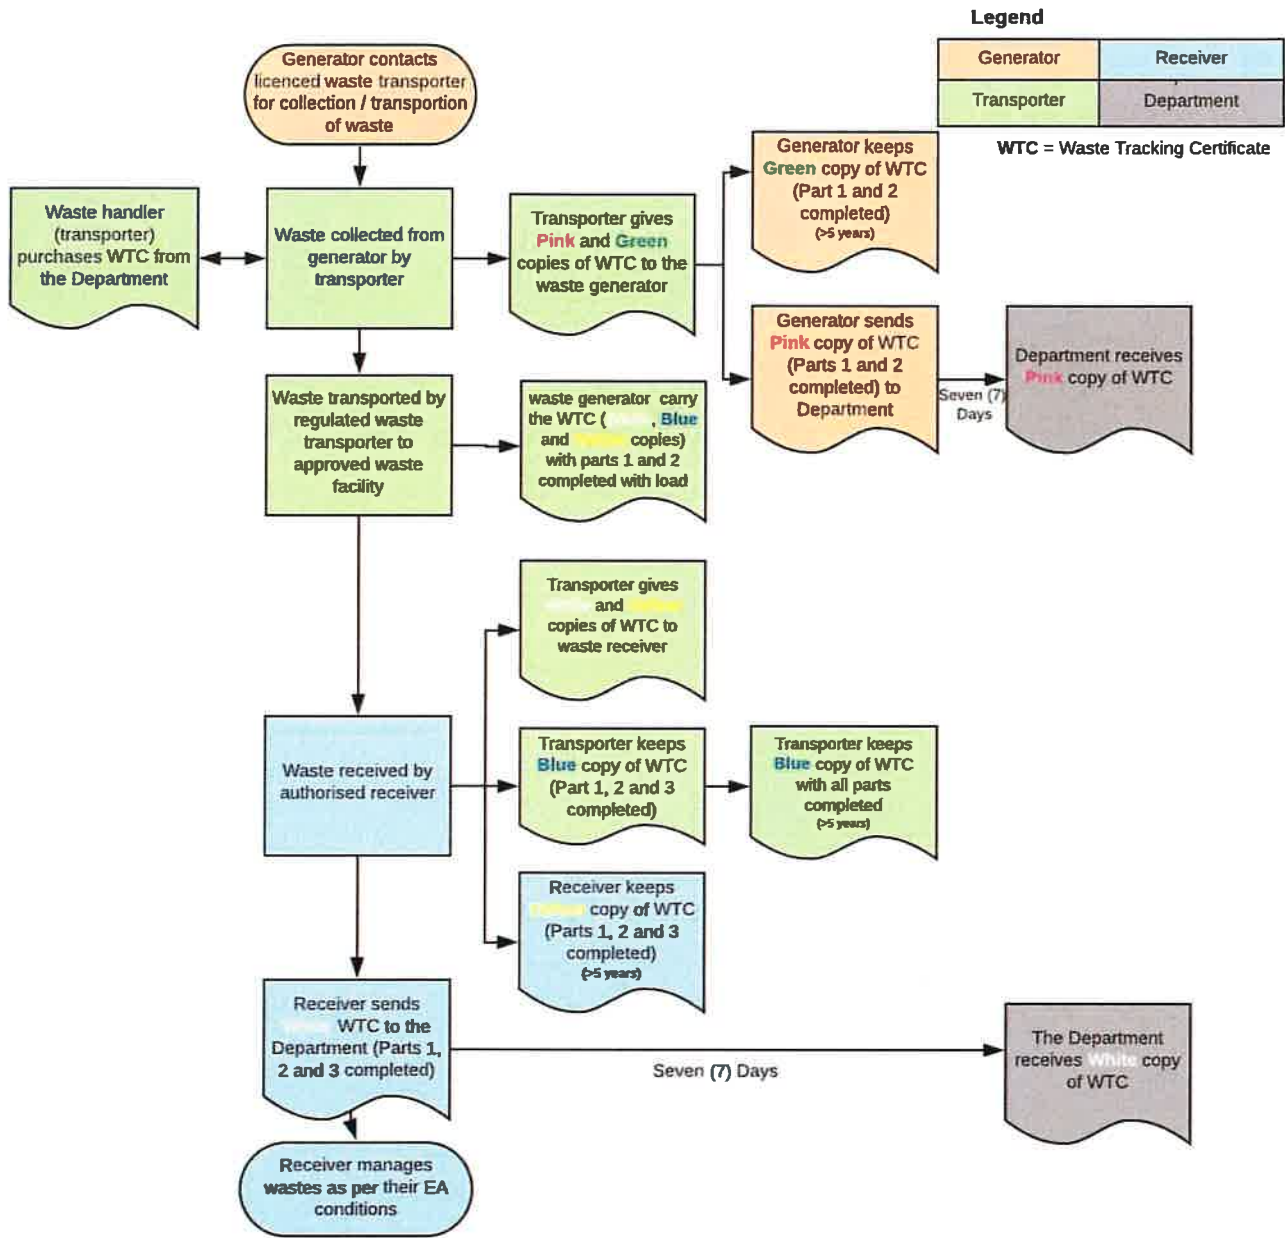 Legend
Generator
Receiver
Transporter
Department
WTC = Waste Tracking Certificate
Generator contacts
licenced waste transporter
for collection / transportion
of waste
Waste handler
(transporter)
purchases WTC from
the Department
Waste collected from
generator by
transporter
Transporter gives
Pink and Green
copies of WTC to the
waste generator
Generator keeps
Green copy of WTC
(Part 1 and 2
completed)
(>5 years)
Generator sends
Pink copy of WTC
(Parts 1 and 2
completed) to
Department
Seven (7)
Days
Department receives
Pink copy of WTC
Waste transported by
regulated waste
transporter to
approved waste
facility
waste generator carry
the WTC (White, Blue
and Yellow copies)
with parts 1 and 2
completed with load
Transporter gives
White and Yellow
copies of WTC to
waste receiver
Waste received by
authorised receiver
Transporter keeps
Blue copy of WTC
(Part 1, 2 and 3
completed)
Transporter keeps
Blue copy of WTC
with all parts
completed
(>5 years)
Receiver keeps
Yellow copy of WTC
(Parts 1, 2 and 3
completed)
(>5 years)
Receiver sends
White WTC to the
Department (Parts 1,
2 and 3 completed)
Seven (7) Days
The Department
receives White copy
of WTC
Receiver manages
wastes as per their EA
conditions